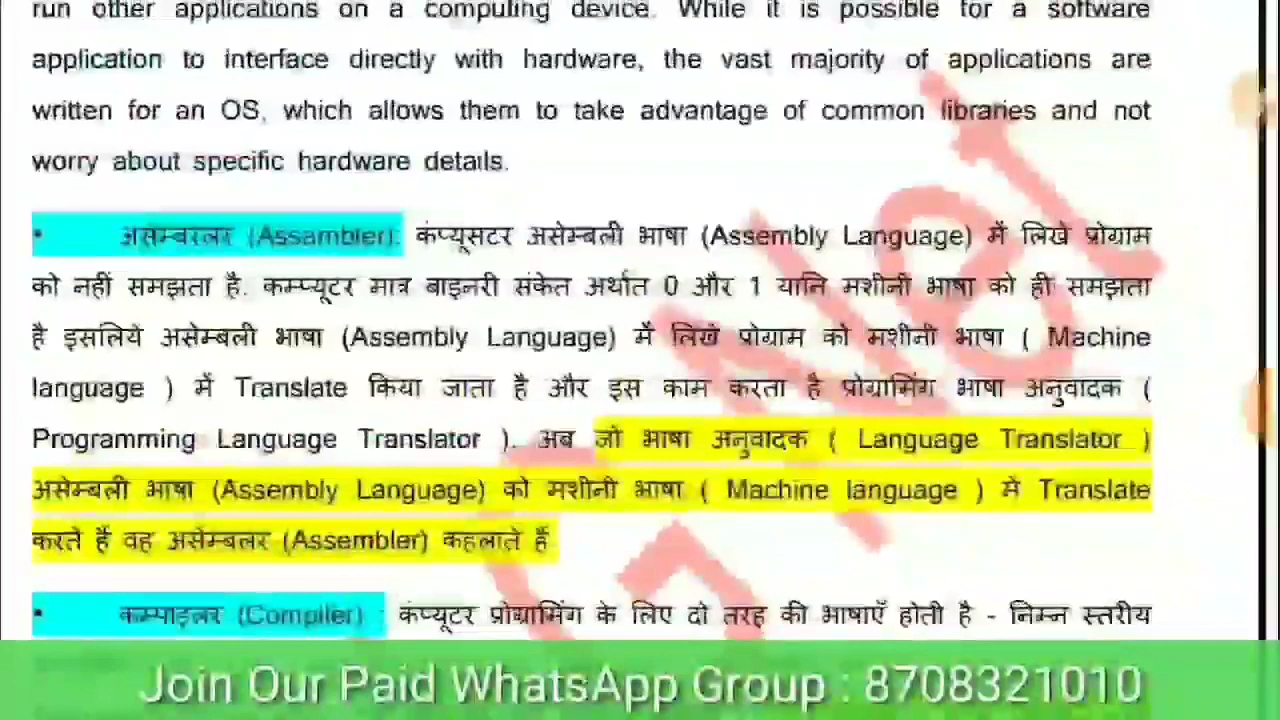 run other applications on a computing device. While it is possible for a software
application to interface directly with hardware, the vast majority of applications are
written for an OS, which allows them to take advantage of common libraries and not
worry about specific hardware details.
• असेम्बरलर (Assambler): कंप्यूसटर असेम्बली भाषा (Assembly Language) में लिखे प्रोग्राम
को नहीं समझता है. कम्प्यूटर मात्र बाइनरी संकेत अर्थात 0 और 1 यानि मशीनी भाषा को ही समझता
है इसलिये असेम्बली भाषा (Assembly Language) में लिखे प्रोग्राम को मशीनी भाषा ( Machine
language ) में Translate किया जाता है और इस काम करता है प्रोग्रामिंग भाषा अनुवादक (
Programming Language Translator ). अब जो भाषा अनुवादक ( Language Translator )
असेम्बली भाषा (Assembly Language) को मशीनी भाषा ( Machine language ) में Translate
करते हैं वह असेम्बलर (Assembler) कहलाते हैं
• कम्पाइलर (Compiler) : कंप्यूटर प्रोग्रामिंग के लिए दो तरह की भाषाएँ होती है - निम्न स्तरीय
Join Our Paid WhatsApp Group : 8708321010